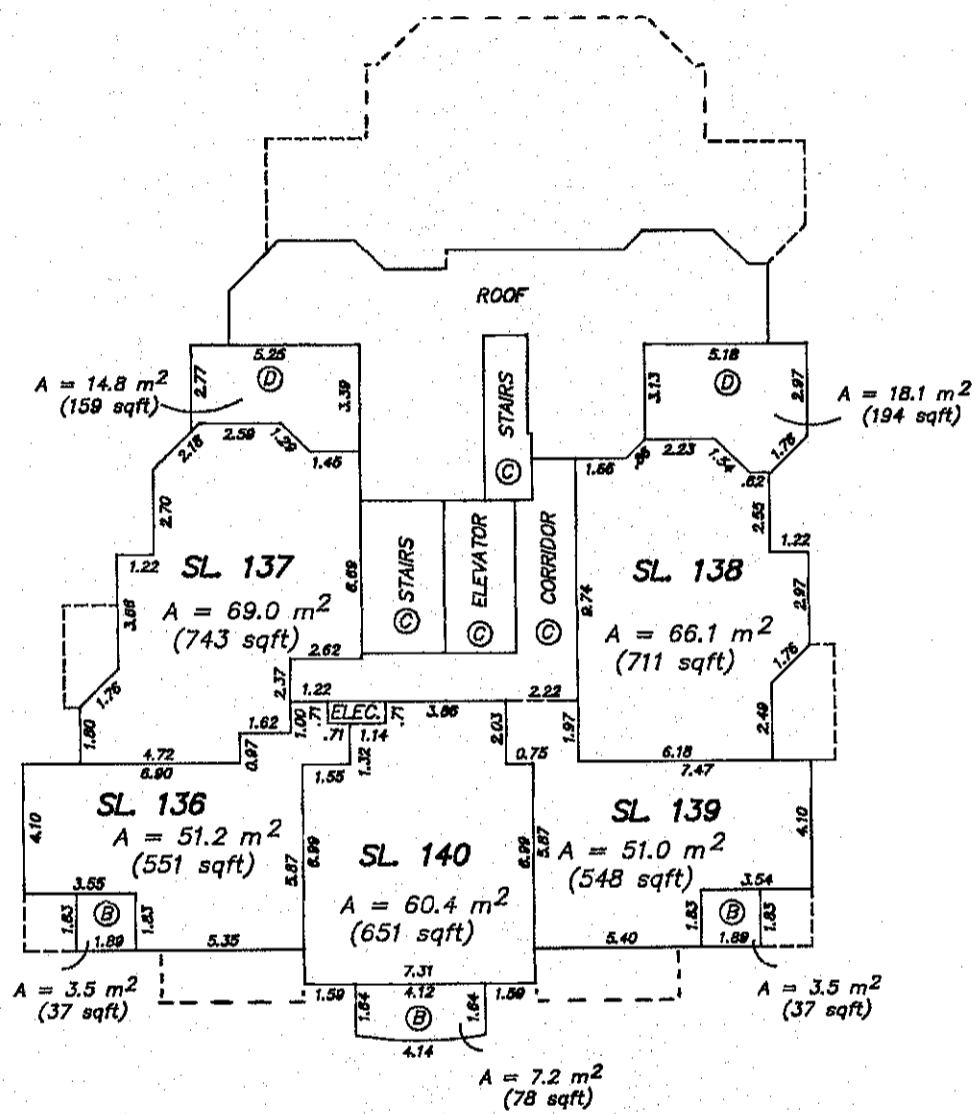 ROOF
5.25
2.77
D
3.39
A = 14.8 m²
(159 sqft)
2.18
2.59
1.29
1.45
STAIRS
C
5.18
3.13
D
2.97
A = 18.1 m²
(194 sqft)
1.66
.86
2.23
1.54
1.76
.62
2.70
1.22
SL. 137
A = 69.0 m²
(743 sqft)
6.69
3.66
1.76
1.80
2.62
2.37
STAIRS
C
ELEVATOR
C
CORRIDOR
C
9.74
2.55
1.22
SL. 138
A = 66.1 m²
(711 sqft)
2.97
1.76
2.49
1.22
2.22
1.00
.71
ELEC.
.71
3.86
2.03
1.97
1.62
0.97
.71
1.14
1.32
0.75
4.72
6.90
1.55
6.18
7.47
SL. 136
A = 51.2 m²
(551 sqft)
4.10
5.87
6.99
SL. 140
A = 60.4 m²
(651 sqft)
6.99
5.87
SL. 139
A = 51.0 m²
(548 sqft)
4.10
3.55
1.83
B
1.83
1.89
5.35
3.54
1.83
B
1.83
1.89
5.40
A = 3.5 m²
(37 sqft)
7.31
1.59
4.12
1.59
1.64
B
1.64
4.14
A = 3.5 m²
(37 sqft)
A = 7.2 m²
(78 sqft)